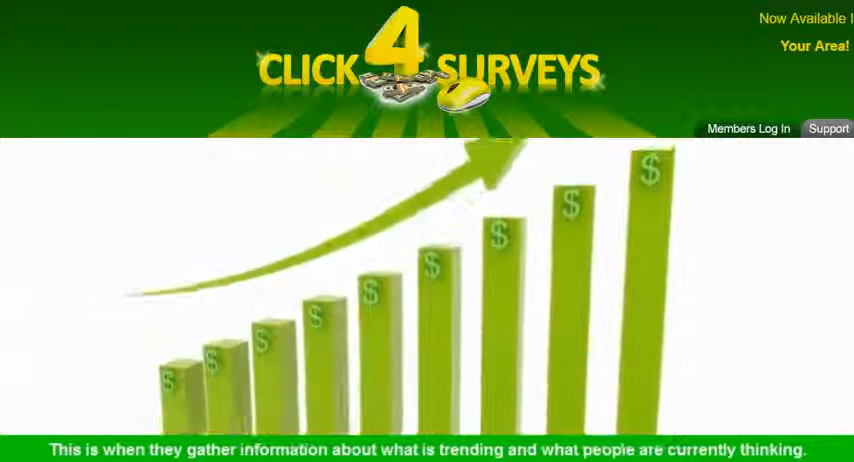 Now Available I
Your Area!
CLICK 4 SURVEYS
Members Log In
Support
$
$
$
$
$
$
$
$
$
This is when they gather information about what is trending and what people are currently thinking.